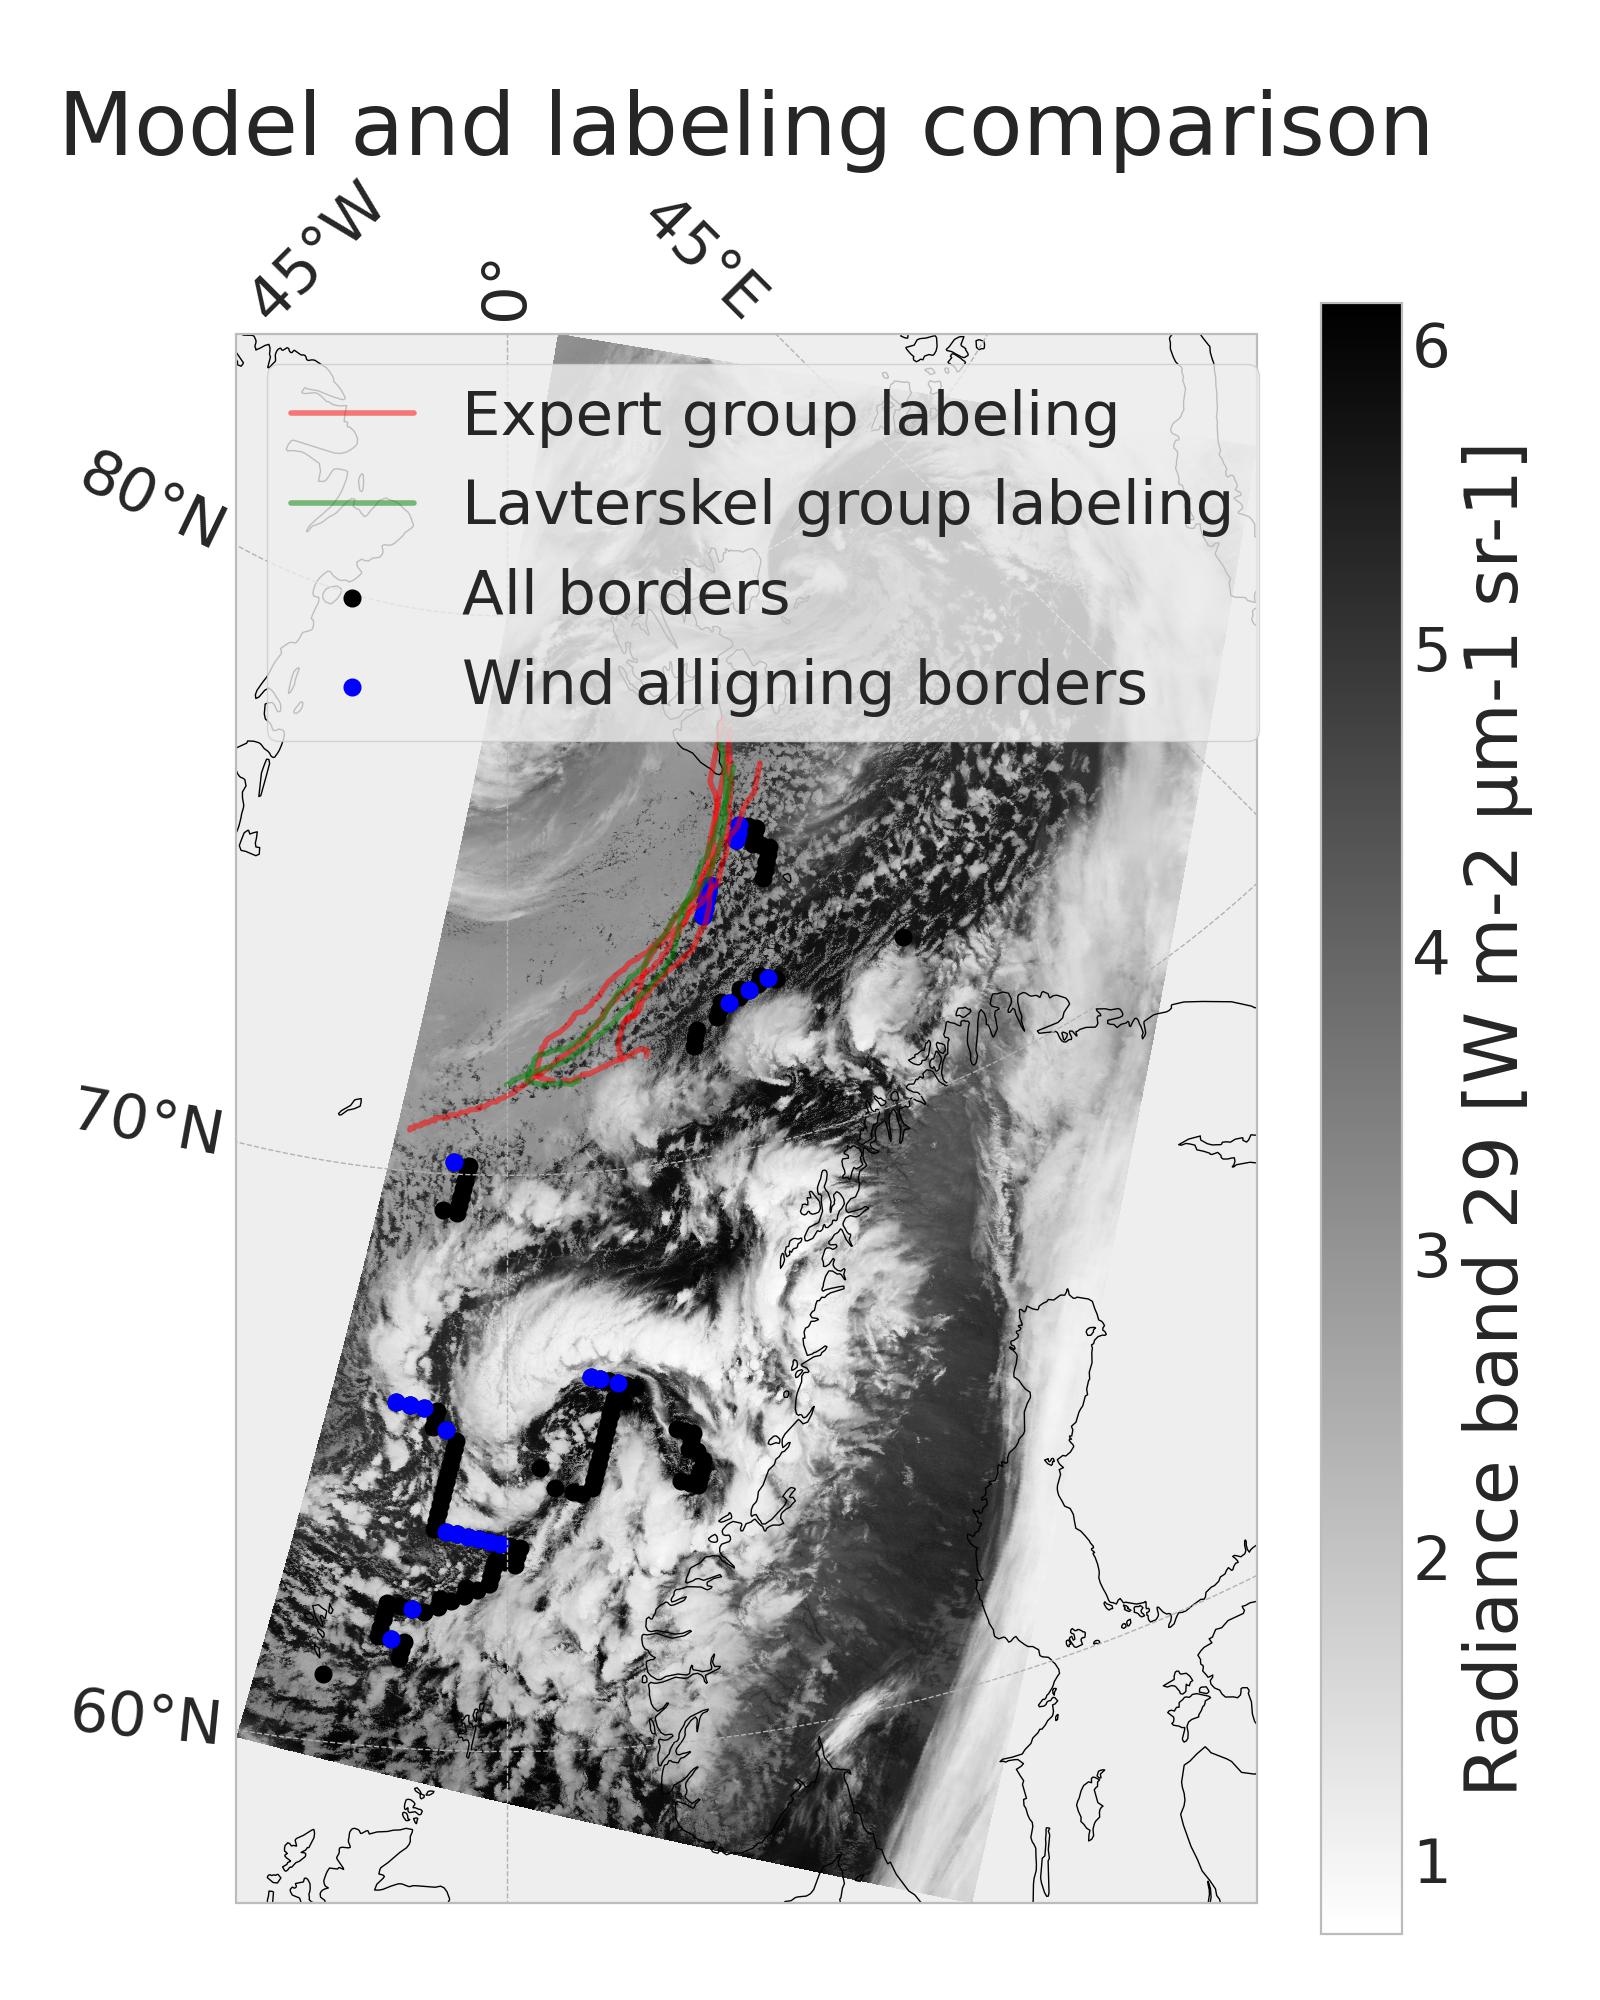 Model and labeling comparison
45°W
0°
45°E
80°N
70°N
60°N
Expert group labeling
Lavterskel group labeling
All borders
Wind alligning borders
6
5
4
3
2
1
Radiance band 29 [W m-2 µm-1 sr-1]